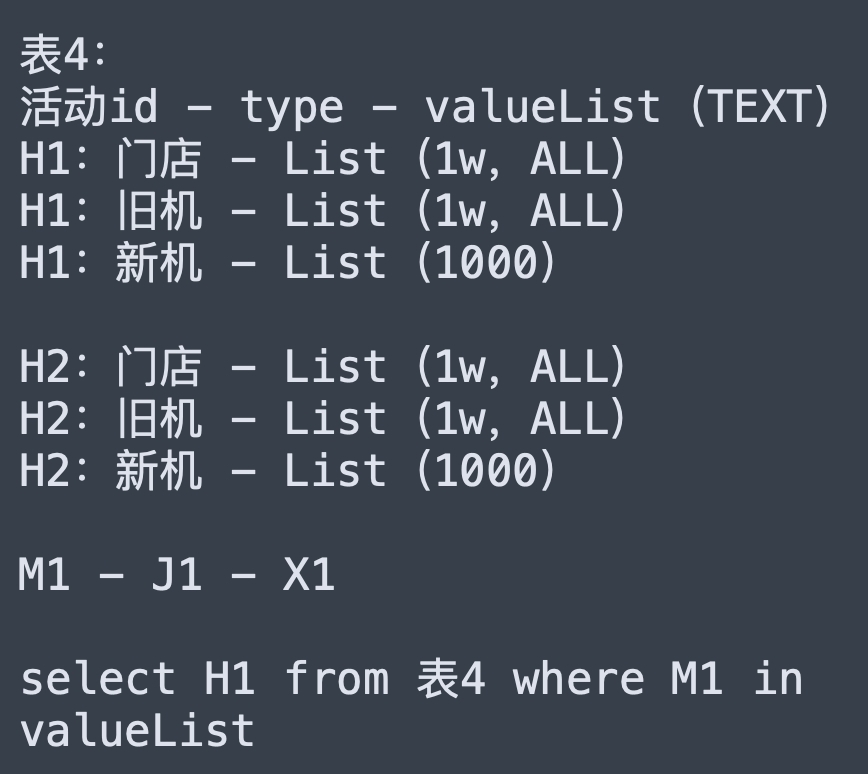 表4：
活动id - type - valueList (TEXT)
H1：门店 - List (1w, ALL)
H1：旧机 - List (1w, ALL)
H1：新机 - List (1000)
H2：门店 - List (1w, ALL)
H2：旧机 - List (1w, ALL)
H2：新机 - List (1000)
M1 - J1 - X1
select H1 from 表4 where M1 in
valueList